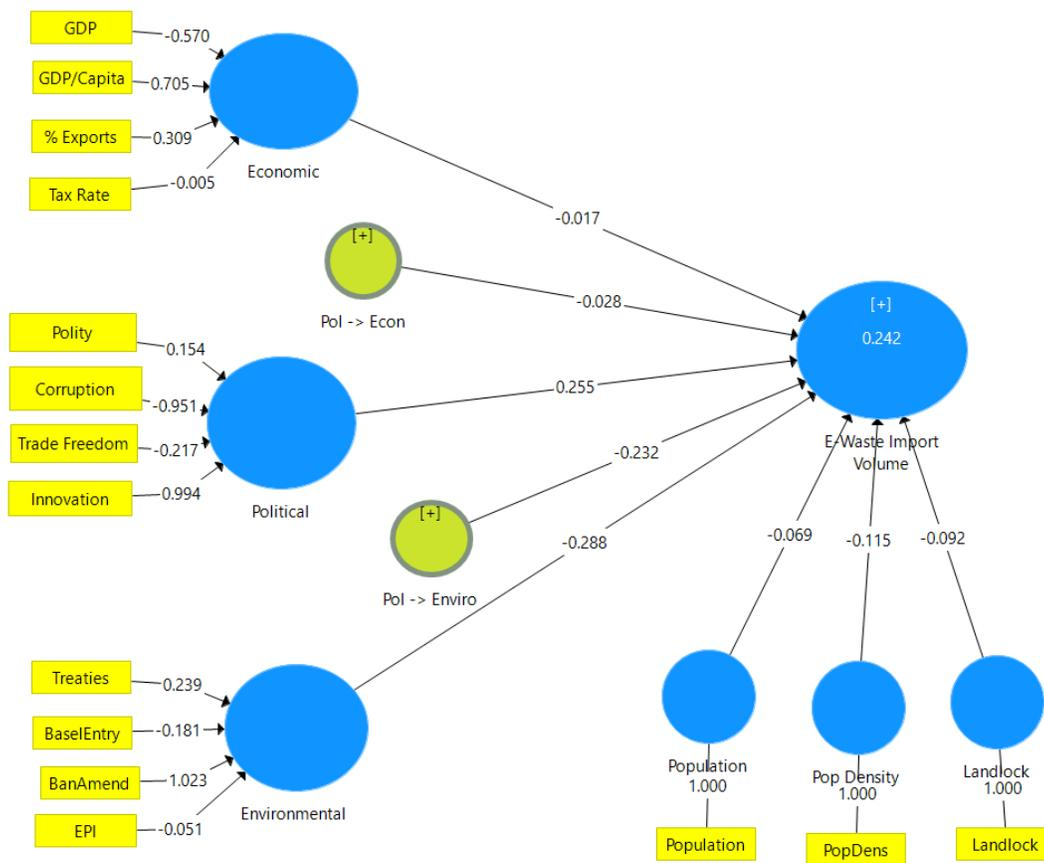 GDP
-0.570
GDP/Capita
0.705
% Exports
0.309
Tax Rate
-0.005
Economic
-0.017
[+]
Pol -> Econ
-0.028
Polity
0.154
Corruption
-0.951
Trade Freedom
-0.217
Innovation
0.994
Political
0.255
[+]
0.242
E-Waste Import
Volume
[+]
Pol -> Enviro
-0.232
-0.288
Treaties
0.239
BaselEntry
-0.181
BanAmend
1.023
EPI
-0.051
Environmental
-0.069
-0.115
-0.092
Population
1.000
Population
Pop Density
1.000
PopDens
Landlock
1.000
Landlock